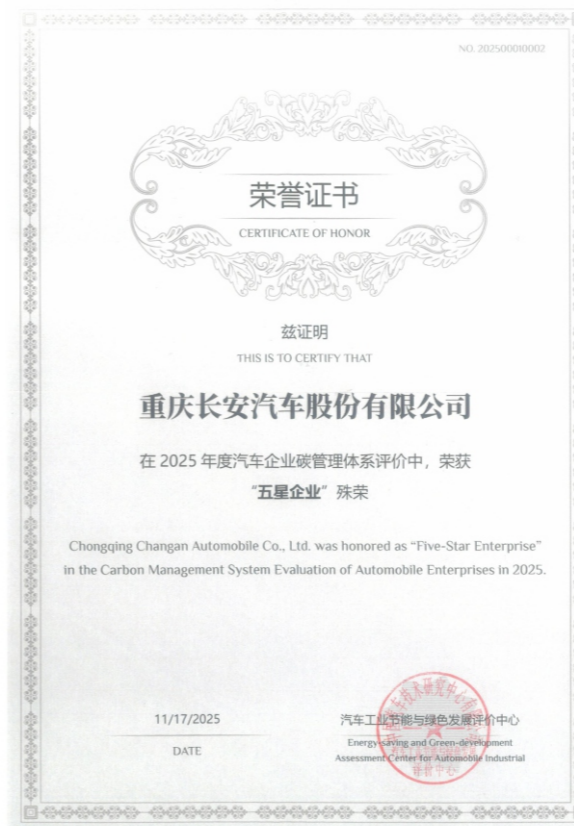 NO. 202500010002
荣誉证书
CERTIFICATE OF HONOR
兹证明
THIS IS TO CERTIFY THAT
重庆长安汽车股份有限公司
在 2025 年度汽车企业碳管理体系评价中，荣获
“五星企业”殊荣
Chongqing Changan Automobile Co., Ltd. was honored as “Five-Star Enterprise”
in the Carbon Management System Evaluation of Automobile Enterprises in 2025.
11/17/2025
DATE
汽车工业节能与绿色发展评价中心
Energy-saving and Green-development
Assessment Center for Automobile Industrial